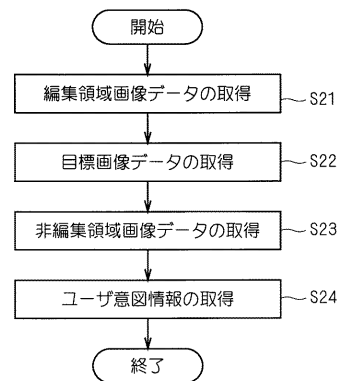 開始
編集領域画像データの取得
S21
目標画像データの取得
S22
非編集領域画像データの取得
S23
ユーザ意図情報の取得
S24
終了